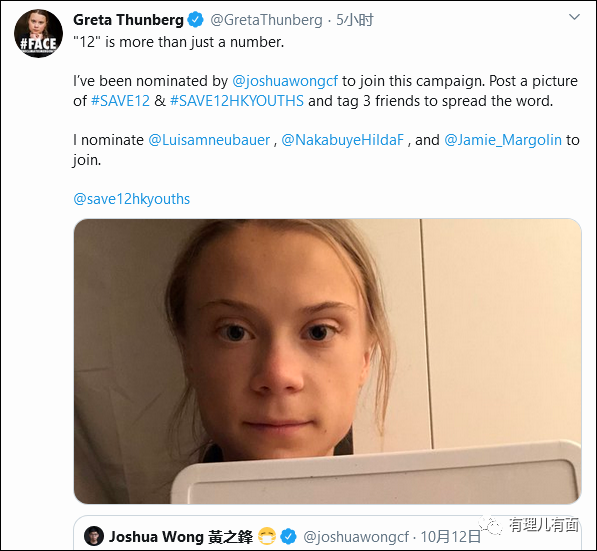 Greta Thunberg @GretaThunberg · 5小时
#FACE
"12" is more than just a number.
I've been nominated by @joshuawongcf to join this campaign. Post a picture
of #SAVE12 & #SAVE12HKYOUTHS and tag 3 friends to spread the word.
I nominate @Luisamneubauer , @NakabuyeHildaF , and @Jamie_Margolin to
join.
@save12hkyouths
有理儿有面
Joshua Wong 黃之鋒 😷 @joshuawongcf · 10月12日